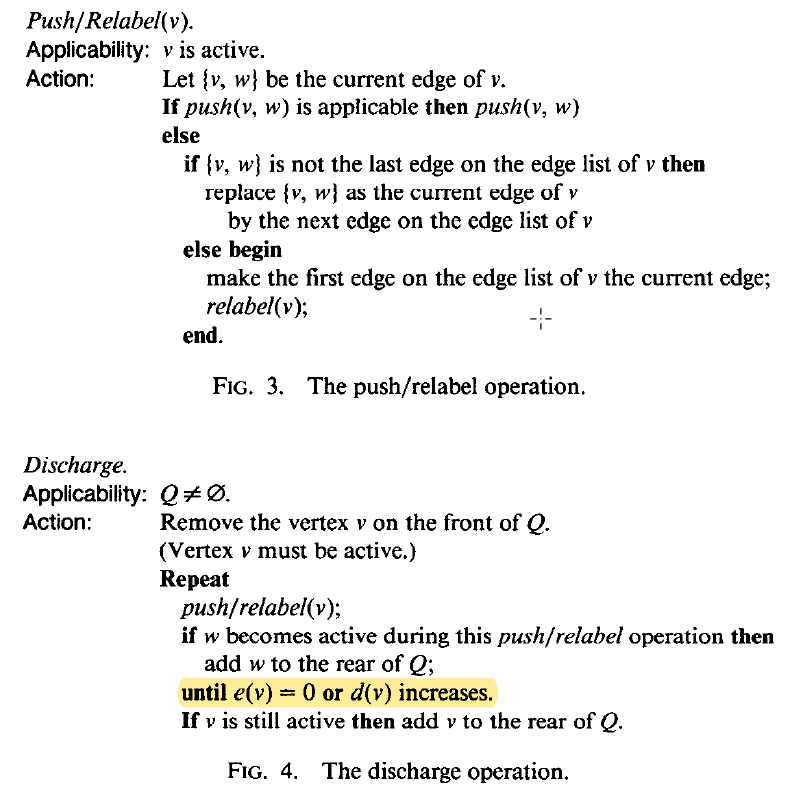 Push/Relabel(v).
Applicability: v is active.
Action: Let {v, w} be the current edge of v.
If push(v, w) is applicable then push(v, w)
else
if {v, w} is not the last edge on the edge list of v then
replace {v, w} as the current edge of v
by the next edge on the edge list of v
else begin
make the first edge on the edge list of v the current edge;
relabel(v);
end.
FIG. 3. The push/relabel operation.
Discharge.
Applicability: Q ≠ ∅.
Action: Remove the vertex v on the front of Q.
(Vertex v must be active.)
Repeat
push/relabel(v);
if w becomes active during this push/relabel operation then
add w to the rear of Q;
until e(v) = 0 or d(v) increases.
If v is still active then add v to the rear of Q.
FIG. 4. The discharge operation.